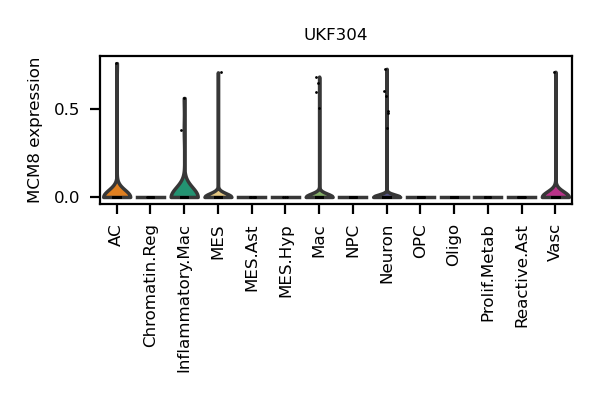 UKF304
MCM8 expression
0.5
0.0
AC
Chromatin.Reg
Inflammatory.Mac
MES
MES.Ast
MES.Hyp
Mac
NPC
Neuron
OPC
Oligo
Prolif.Metab
Reactive.Ast
Vasc